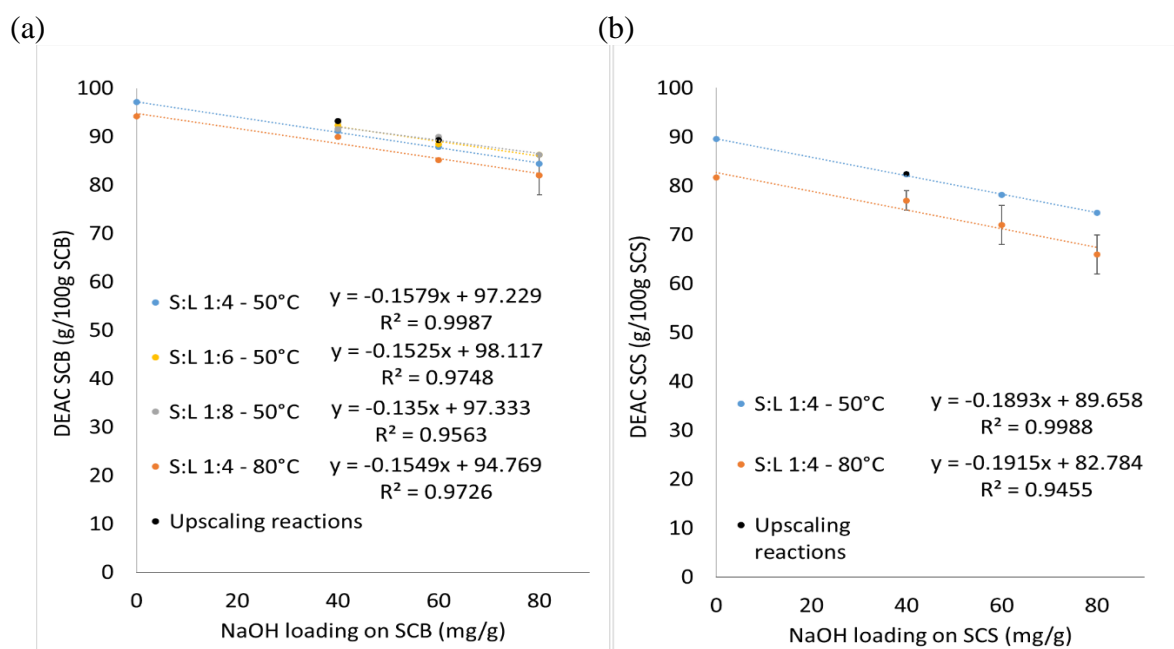 (a)
100
90
80
70
60
50
40
30
20
10
0
DEAC SCB (g/100g SCB)
S:L 1:4 - 50°C y = -0.1579x + 97.229
R² = 0.9987
S:L 1:6 - 50°C y = -0.1525x + 98.117
R² = 0.9748
S:L 1:8 - 50°C y = -0.135x + 97.333
R² = 0.9563
S:L 1:4 - 80°C y = -0.1549x + 94.769
R² = 0.9726
Upscaling reactions
0 20 40 60 80
NaOH loading on SCB (mg/g)
(b)
100
90
80
70
60
50
40
30
20
10
0
DEAC SCS (g/100g SCS)
S:L 1:4 - 50°C y = -0.1893x + 89.658
R² = 0.9988
S:L 1:4 - 80°C y = -0.1915x + 82.784
R² = 0.9455
Upscaling
reactions
0 20 40 60 80
NaOH loading on SCS (mg/g)